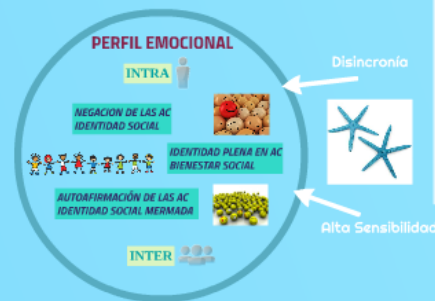 PERFIL EMOCIONAL
INTRA
Disincronía
NEGACION DE LAS AC
IDENTIDAD SOCIAL
IDENTIDAD PLENA EN AC
BIENESTAR SOCIAL
AUTOAFIRMACIÓN DE LAS AC
IDENTIDAD SOCIAL MERMADA
Alta Sensibilidad
INTER